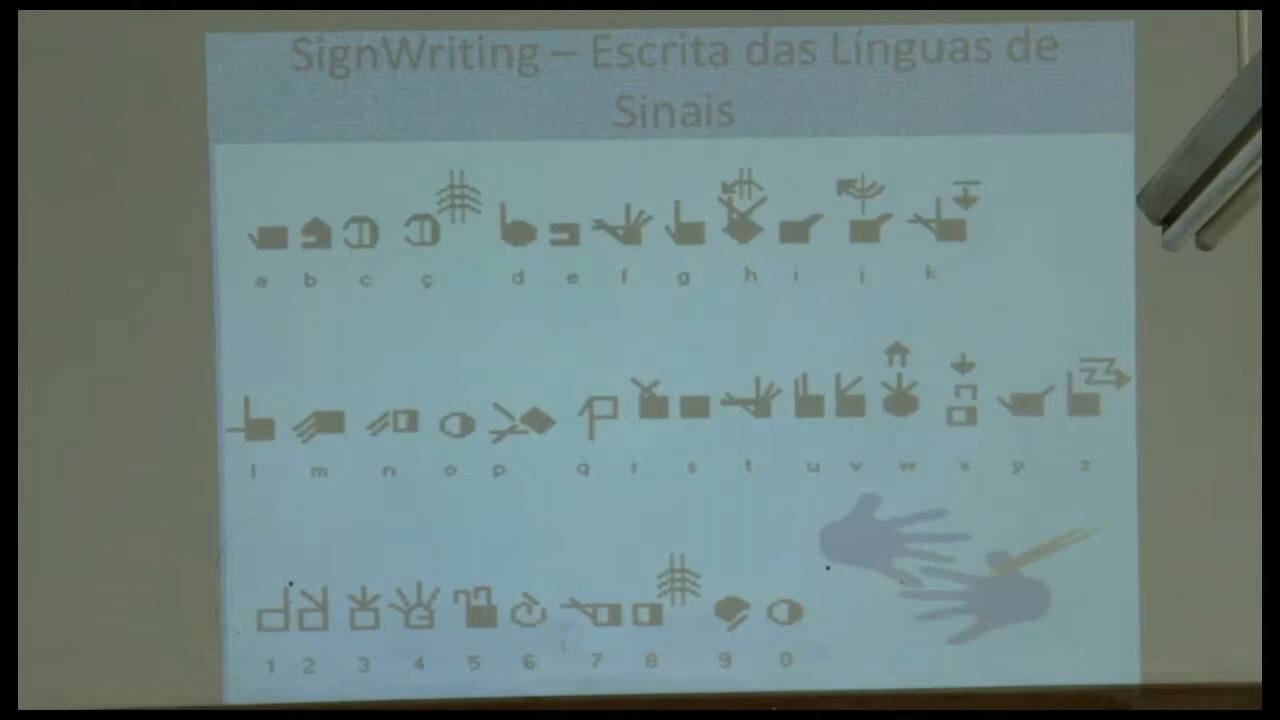 SignWriting – Escrita das Línguas de
Sinais
a b c ç d e f g h i j k
l m n o p q r s t u v w x y z
1 2 3 4 5 6 7 8 9 0